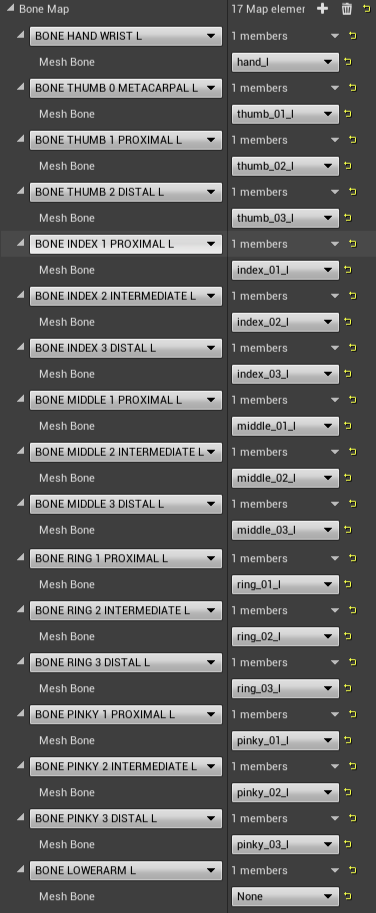 Bone Map 17 Map elemer
BONE HAND WRIST L 1 members
Mesh Bone hand_l
BONE THUMB 0 METACARPAL L 1 members
Mesh Bone thumb_01_l
BONE THUMB 1 PROXIMAL L 1 members
Mesh Bone thumb_02_l
BONE THUMB 2 DISTAL L 1 members
Mesh Bone thumb_03_l
BONE INDEX 1 PROXIMAL L 1 members
Mesh Bone index_01_l
BONE INDEX 2 INTERMEDIATE L 1 members
Mesh Bone index_02_l
BONE INDEX 3 DISTAL L 1 members
Mesh Bone index_03_l
BONE MIDDLE 1 PROXIMAL L 1 members
Mesh Bone middle_01_l
BONE MIDDLE 2 INTERMEDIATE L 1 members
Mesh Bone middle_02_l
BONE MIDDLE 3 DISTAL L 1 members
Mesh Bone middle_03_l
BONE RING 1 PROXIMAL L 1 members
Mesh Bone ring_01_l
BONE RING 2 INTERMEDIATE L 1 members
Mesh Bone ring_02_l
BONE RING 3 DISTAL L 1 members
Mesh Bone ring_03_l
BONE PINKY 1 PROXIMAL L 1 members
Mesh Bone pinky_01_l
BONE PINKY 2 INTERMEDIATE L 1 members
Mesh Bone pinky_02_l
BONE PINKY 3 DISTAL L 1 members
Mesh Bone pinky_03_l
BONE LOWERARM L 1 members
Mesh Bone None